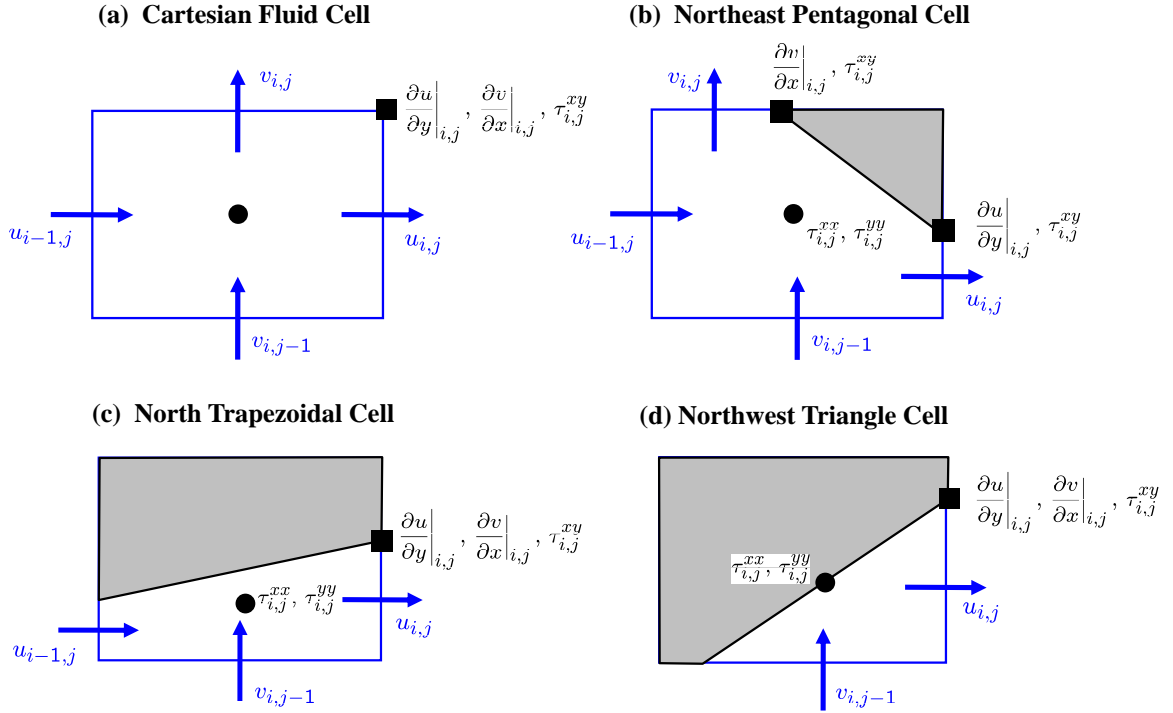 (a) Cartesian Fluid Cell
v_{i,j}
∂u/∂y|_{i,j}, ∂v/∂x|_{i,j}, τ^{xy}_{i,j}
u_{i−1,j}
u_{i,j}
v_{i,j−1}
(b) Northeast Pentagonal Cell
v_{i,j}
∂v/∂x|_{i,j}, τ^{xy}_{i,j}
u_{i−1,j}
τ^{xx}_{i,j}, τ^{yy}_{i,j}
∂u/∂y|_{i,j}, τ^{xy}_{i,j}
u_{i,j}
v_{i,j−1}
(c) North Trapezoidal Cell
∂u/∂y|_{i,j}, ∂v/∂x|_{i,j}, τ^{xy}_{i,j}
τ^{xx}_{i,j}, τ^{yy}_{i,j}
u_{i−1,j}
u_{i,j}
v_{i,j−1}
(d) Northwest Triangle Cell
∂u/∂y|_{i,j}, ∂v/∂x|_{i,j}, τ^{xy}_{i,j}
τ^{xx}_{i,j}, τ^{yy}_{i,j}
u_{i,j}
v_{i,j−1}